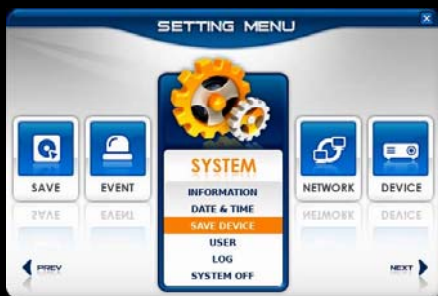 SETTING MENU
SAVE
EVENT
SYSTEM
INFORMATION
DATE & TIME
SAVE DEVICE
USER
LOG
SYSTEM OFF
NETWORK
DEVICE
PREV
NEXT